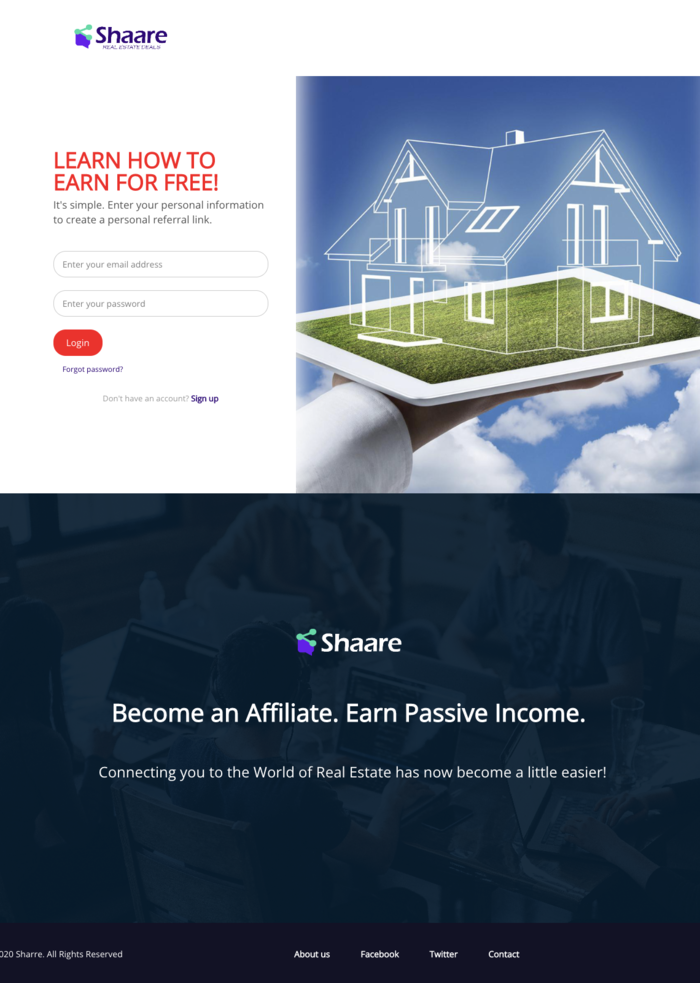 Shaare
REAL ESTATE DEALS
LEARN HOW TO
EARN FOR FREE!
It's simple. Enter your personal information
to create a personal referral link.
Enter your email address
Enter your password
Login
Forgot password?
Don't have an account? Sign up
Shaare
Become an Affiliate. Earn Passive Income.
Connecting you to the World of Real Estate has now become a little easier!
020 Sharre. All Rights Reserved
About us
Facebook
Twitter
Contact